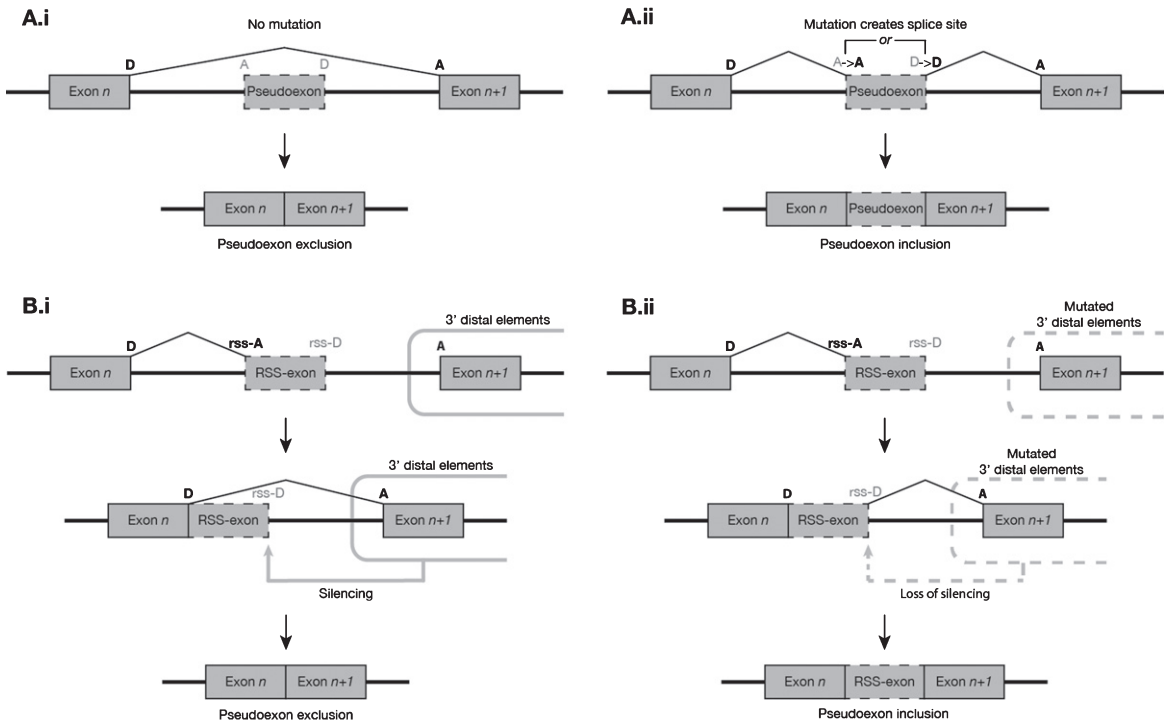 A.i
No mutation
D
A
D
A
Exon n
Pseudoexon
Exon n+1
Exon n
Exon n+1
Pseudoexon exclusion
A.ii
Mutation creates splice site
or
D
A->A
D->D
A
Exon n
Pseudoexon
Exon n+1
Exon n
Pseudoexon
Exon n+1
Pseudoexon inclusion
B.i
3' distal elements
D
rss-A
rss-D
A
Exon n
RSS-exon
Exon n+1
3' distal elements
D
rss-D
A
Exon n
RSS-exon
Exon n+1
Silencing
Exon n
Exon n+1
Pseudoexon exclusion
B.ii
Mutated
3' distal elements
D
rss-A
rss-D
A
Exon n
RSS-exon
Exon n+1
Mutated
3' distal elements
D
rss-D
A
Exon n
RSS-exon
Exon n+1
Loss of silencing
Exon n
RSS-exon
Exon n+1
Pseudoexon inclusion